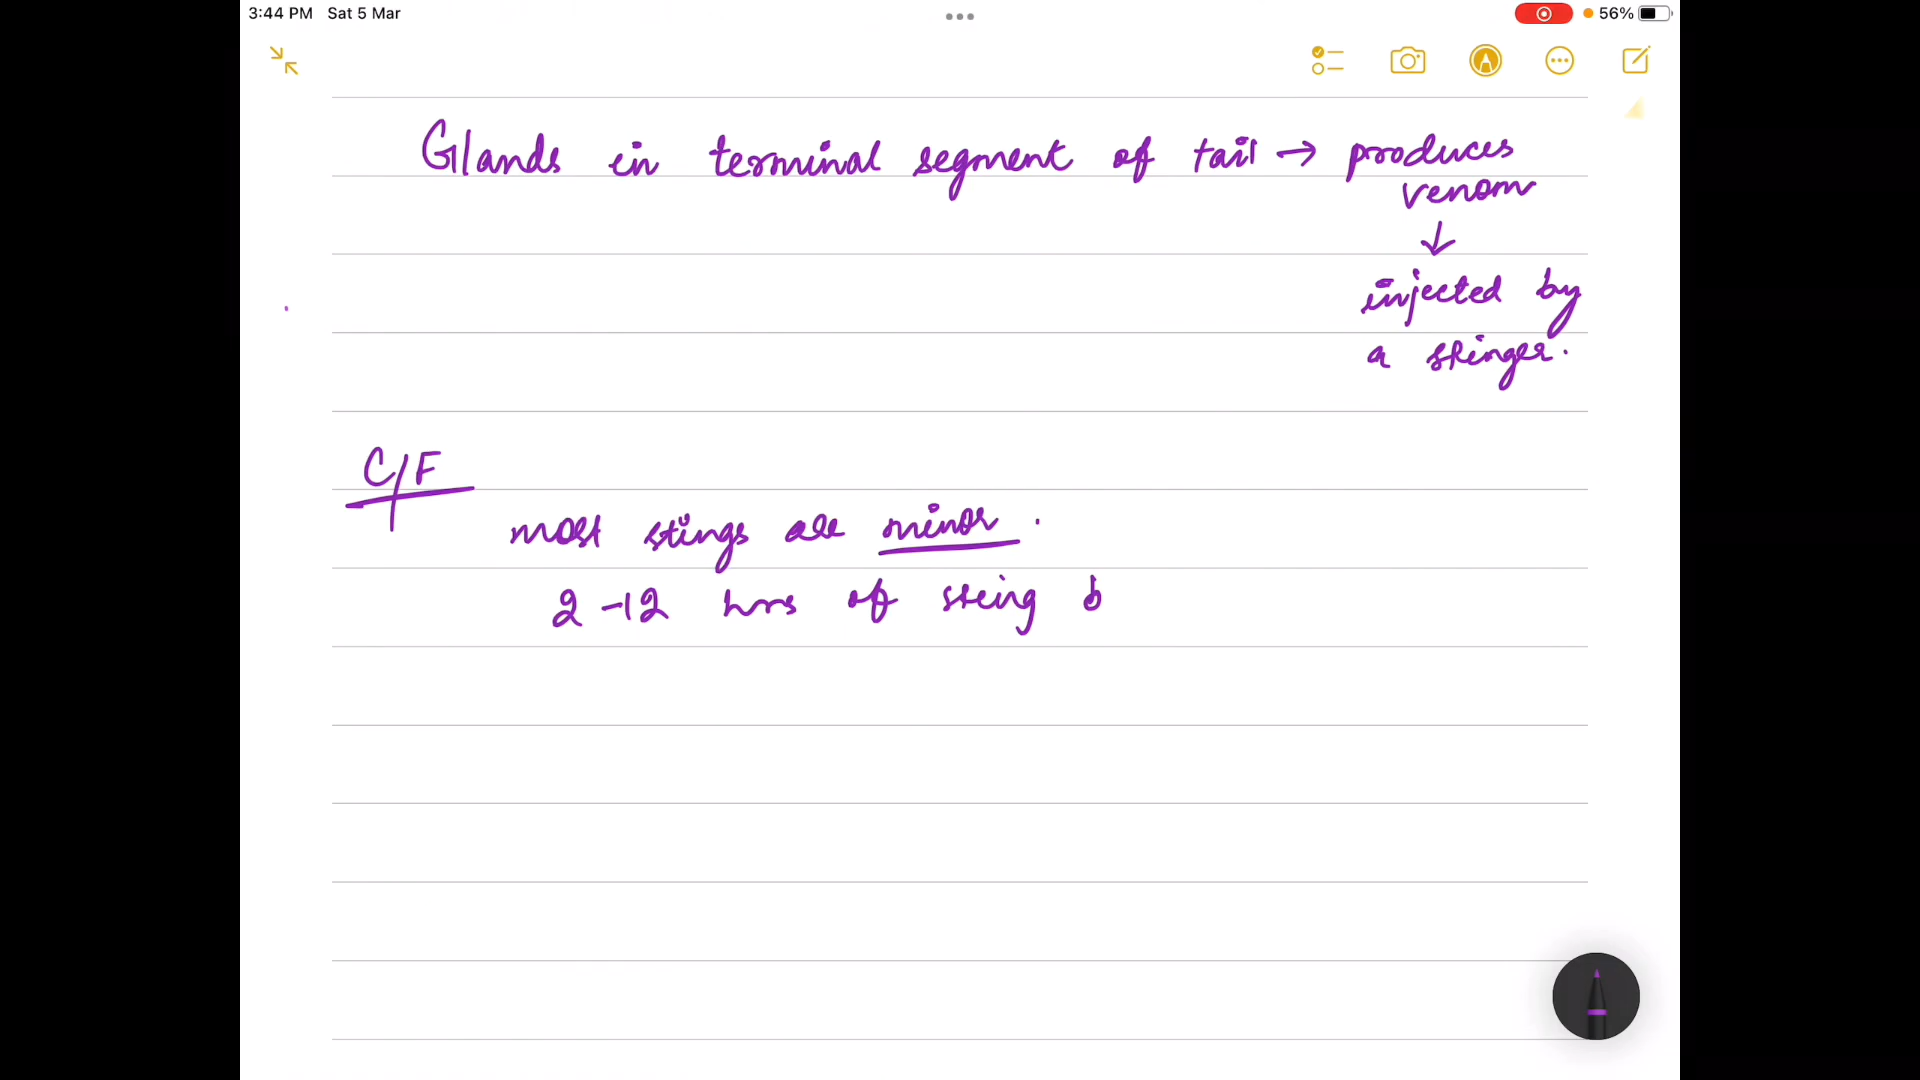 3:44 PM Sat 5 Mar
56%
Glands in terminal segment of tail → produces
venom
↓
injected by
a stinger.
C/F
most stings are minor.
2-12 hrs of sting b